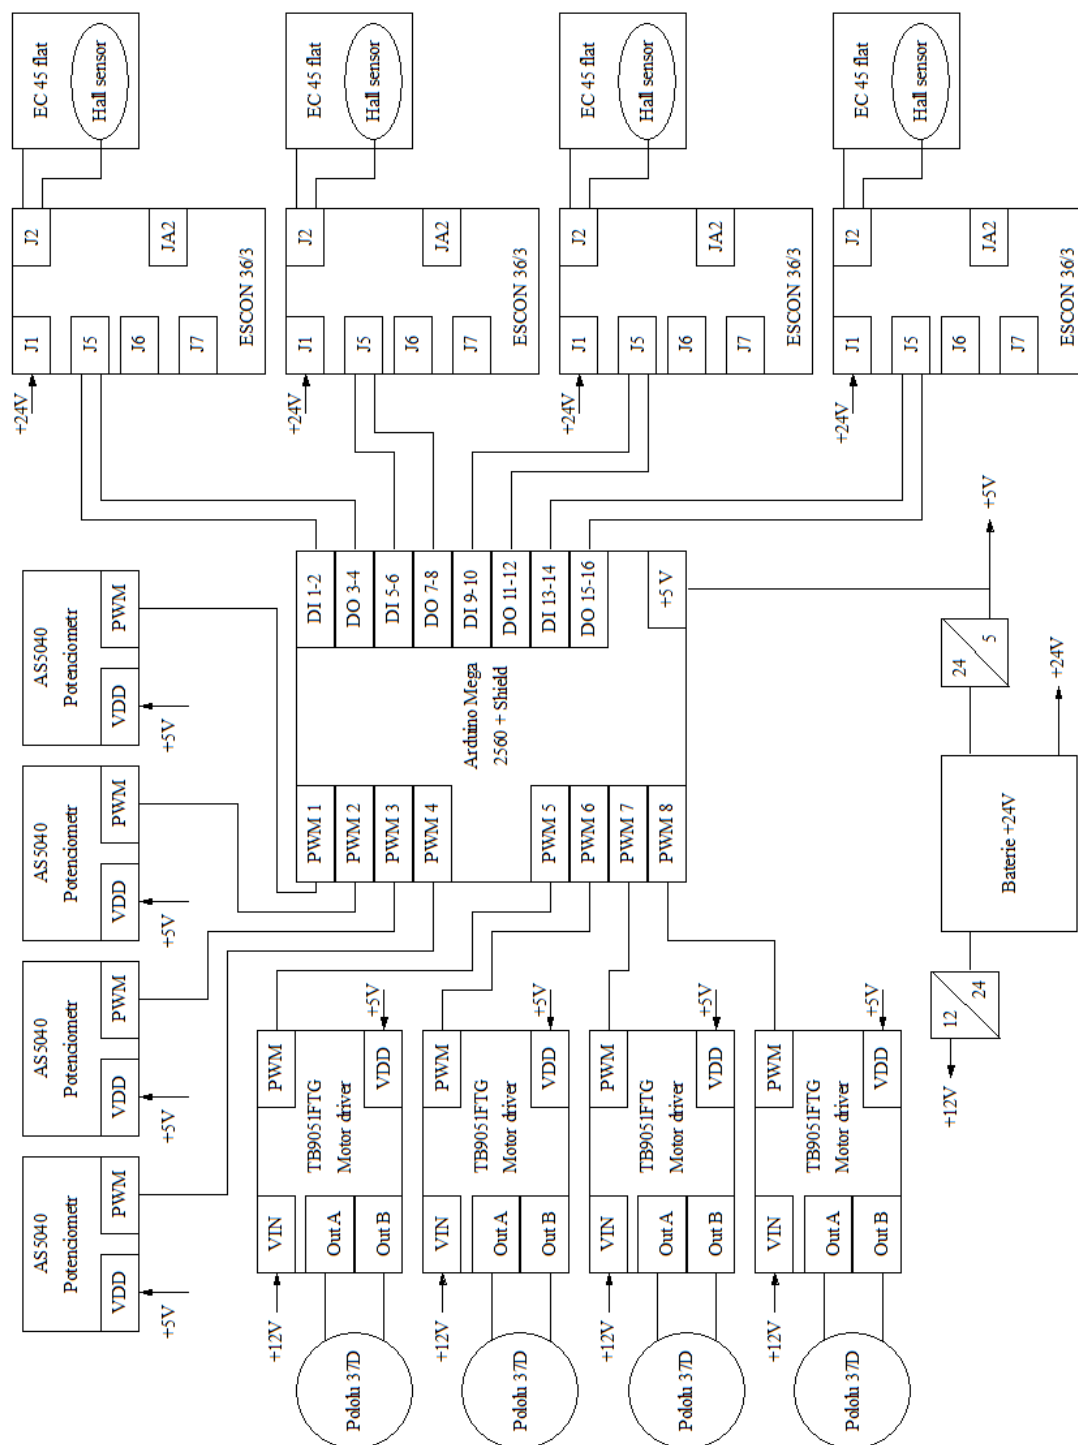 AS5040
Potenciometr
VDD
PWM
+5V
AS5040
Potenciometr
VDD
PWM
+5V
AS5040
Potenciometr
VDD
PWM
+5V
AS5040
Potenciometr
VDD
PWM
+5V
+24V
J1
J2
J5
J6
JA2
J7
ESCON 36/3
EC 45 flat
Hall sensor
+24V
J1
J2
J5
J6
JA2
J7
ESCON 36/3
EC 45 flat
Hall sensor
+24V
J1
J2
J5
J6
JA2
J7
ESCON 36/3
EC 45 flat
Hall sensor
+24V
J1
J2
J5
J6
JA2
J7
ESCON 36/3
EC 45 flat
Hall sensor
PWM 1
PWM 2
PWM 3
PWM 4
PWM 5
PWM 6
PWM 7
PWM 8
Arduino Mega
2560 + Shield
DI 1-2
DO 3-4
DI 5-6
DO 7-8
DI 9-10
DO 11-12
DI 13-14
DO 15-16
+5 V
Pololu 37D
+12V
VIN
Out A
Out B
TB9051FTG
Motor driver
PWM
VDD
+5V
Pololu 37D
+12V
VIN
Out A
Out B
TB9051FTG
Motor driver
PWM
VDD
+5V
Pololu 37D
+12V
VIN
Out A
Out B
TB9051FTG
Motor driver
PWM
VDD
+5V
Pololu 37D
+12V
VIN
Out A
Out B
TB9051FTG
Motor driver
PWM
VDD
+5V
+12V
12
24
Baterie +24V
24
5
+5V
+24V